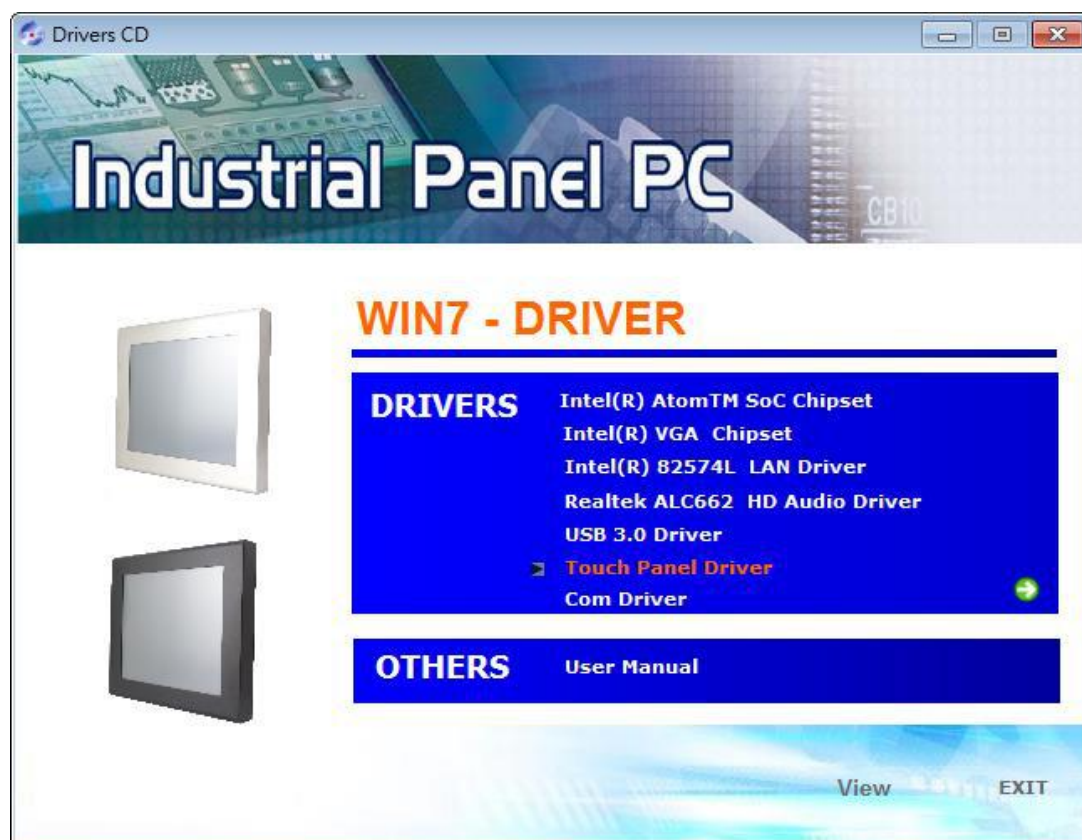 Drivers CD
Industrial Panel PC
CB10
WIN7 - DRIVER
DRIVERS
Intel(R) AtomTM SoC Chipset
Intel(R) VGA Chipset
Intel(R) 82574L LAN Driver
Realtek ALC662 HD Audio Driver
USB 3.0 Driver
Touch Panel Driver
Com Driver
OTHERS
User Manual
View
EXIT